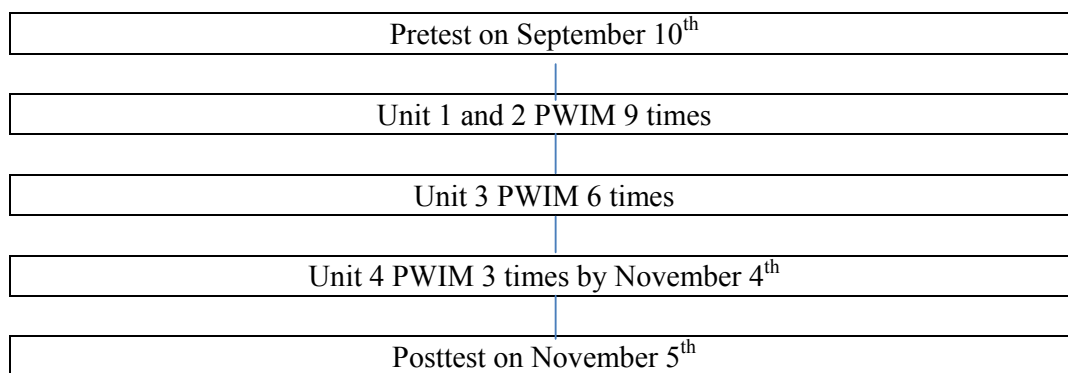 Pretest on September 10th
Unit 1 and 2 PWIM 9 times
Unit 3 PWIM 6 times
Unit 4 PWIM 3 times by November 4th
Posttest on November 5th